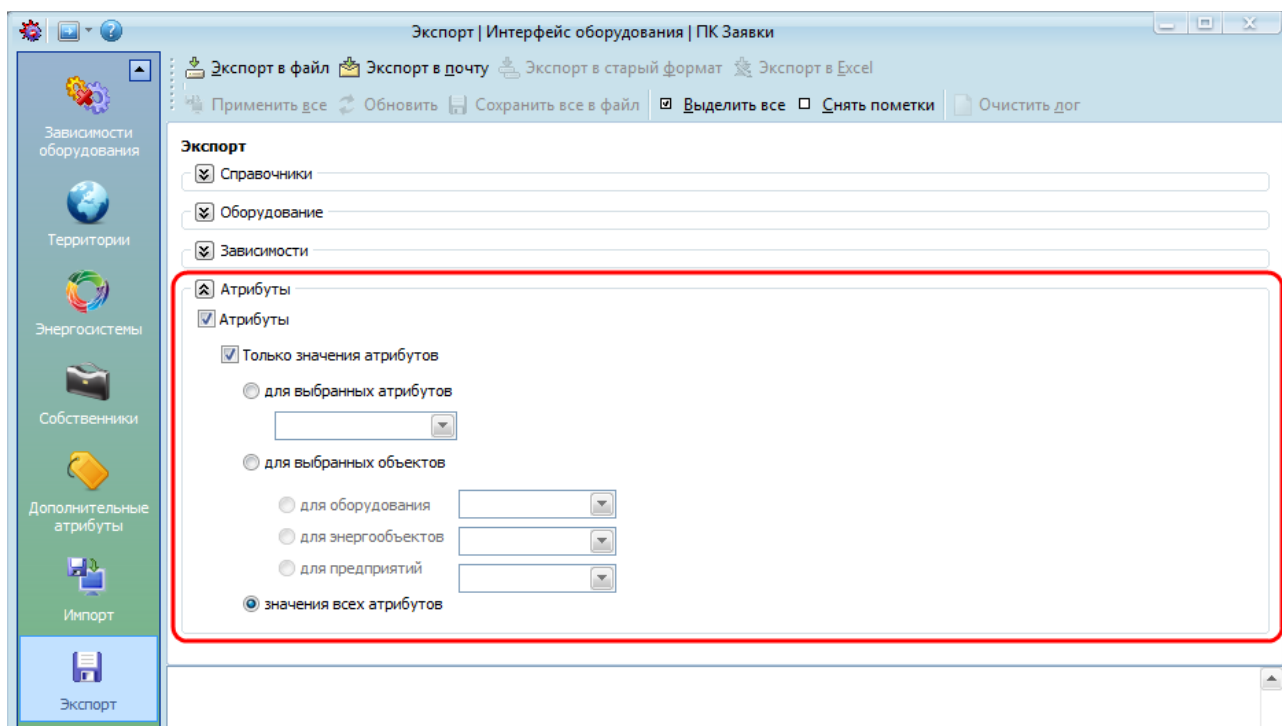 Экспорт | Интерфейс оборудования | ПК Заявки
Экспорт в файл Экспорт в почту Экспорт в старый формат Экспорт в Excel
Применить все Обновить Сохранить все в файл Выделить все Снять пометки Очистить лог
Зависимости
оборудования
Территории
Энергосистемы
Собственники
Дополнительные
атрибуты
Импорт
Экспорт
Экспорт
Справочники
Оборудование
Зависимости
Атрибуты
Атрибуты
Только значения атрибутов
для выбранных атрибутов
для выбранных объектов
для оборудования
для энергообъектов
для предприятий
значения всех атрибутов